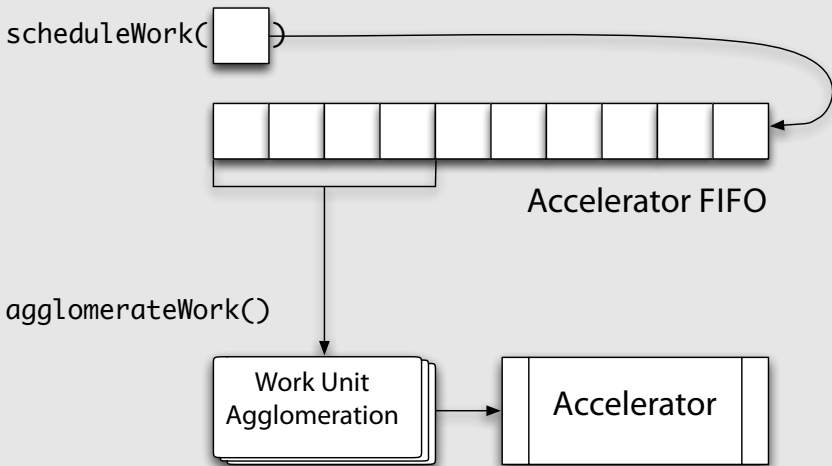 scheduleWork( )
Accelerator FIFO
agglomerateWork()
Work Unit
Agglomeration
Accelerator